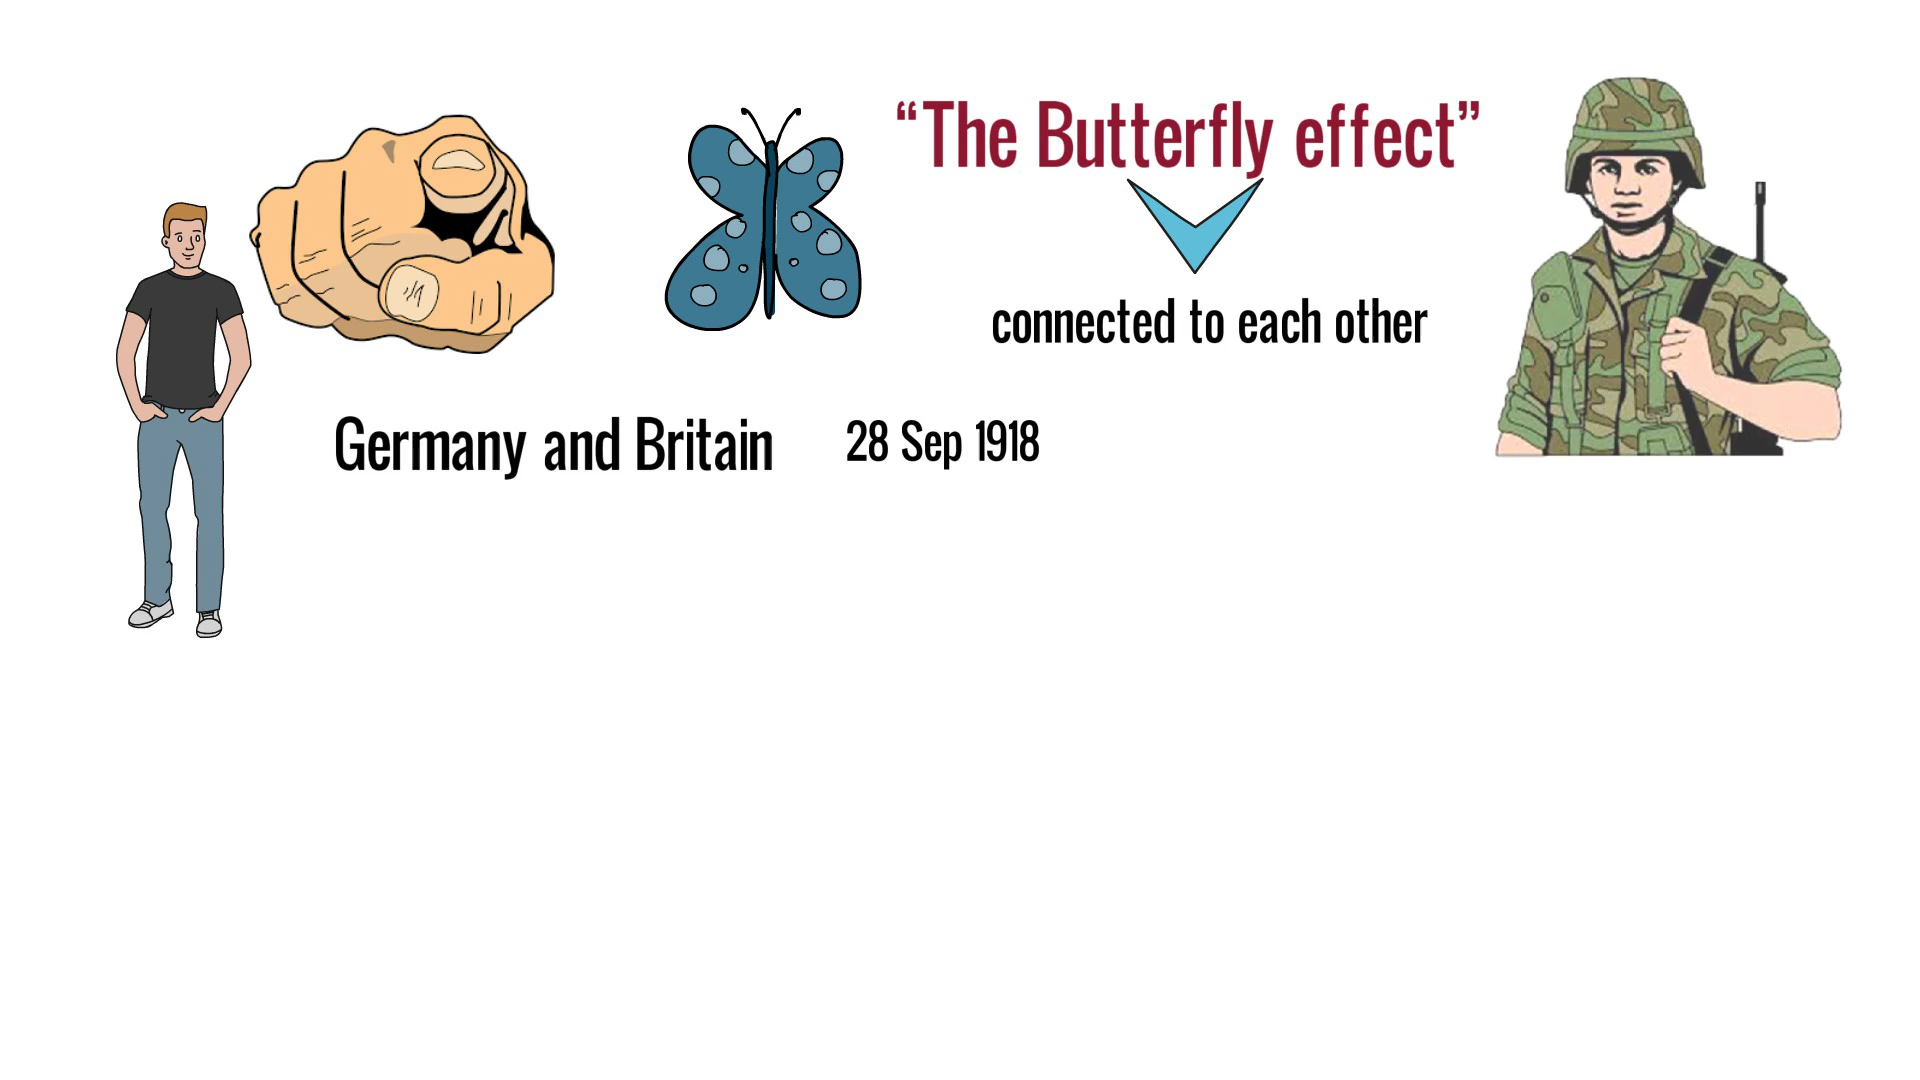 “The Butterfly effect”
connected to each other
Germany and Britain
28 Sep 1918